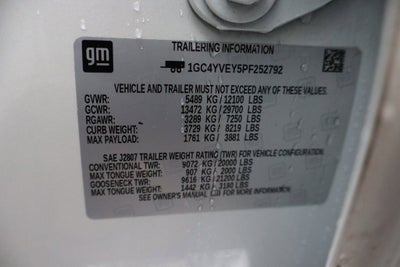 gm
TRAILERING INFORMATION
1GC4YVEY5PF252792
VEHICLE AND TRAILER MUST NOT EXCEED ANY OF THESE WEIGHTS:
GVWR: 5489 KG / 12100 LBS
GCWR: 13472 KG / 29700 LBS
RGAWR: 3289 KG / 7250 LBS
CURB WEIGHT: 3729 KG / 8219 LBS
MAX PAYLOAD: 1761 KG / 3881 LBS
SAE J2807 TRAILER WEIGHT RATING (TWR) FOR VEHICLE CONFIGURATION:
CONVENTIONAL TWR: 9072 KG / 20000 LBS
MAX TONGUE WEIGHT: 907 KG / 2000 LBS
GOOSENECK TWR: 9616 KG / 21200 LBS
MAX TONGUE WEIGHT: 1442 KG / 3180 LBS
SEE OWNER'S MANUAL FOR MORE INFORMATION.